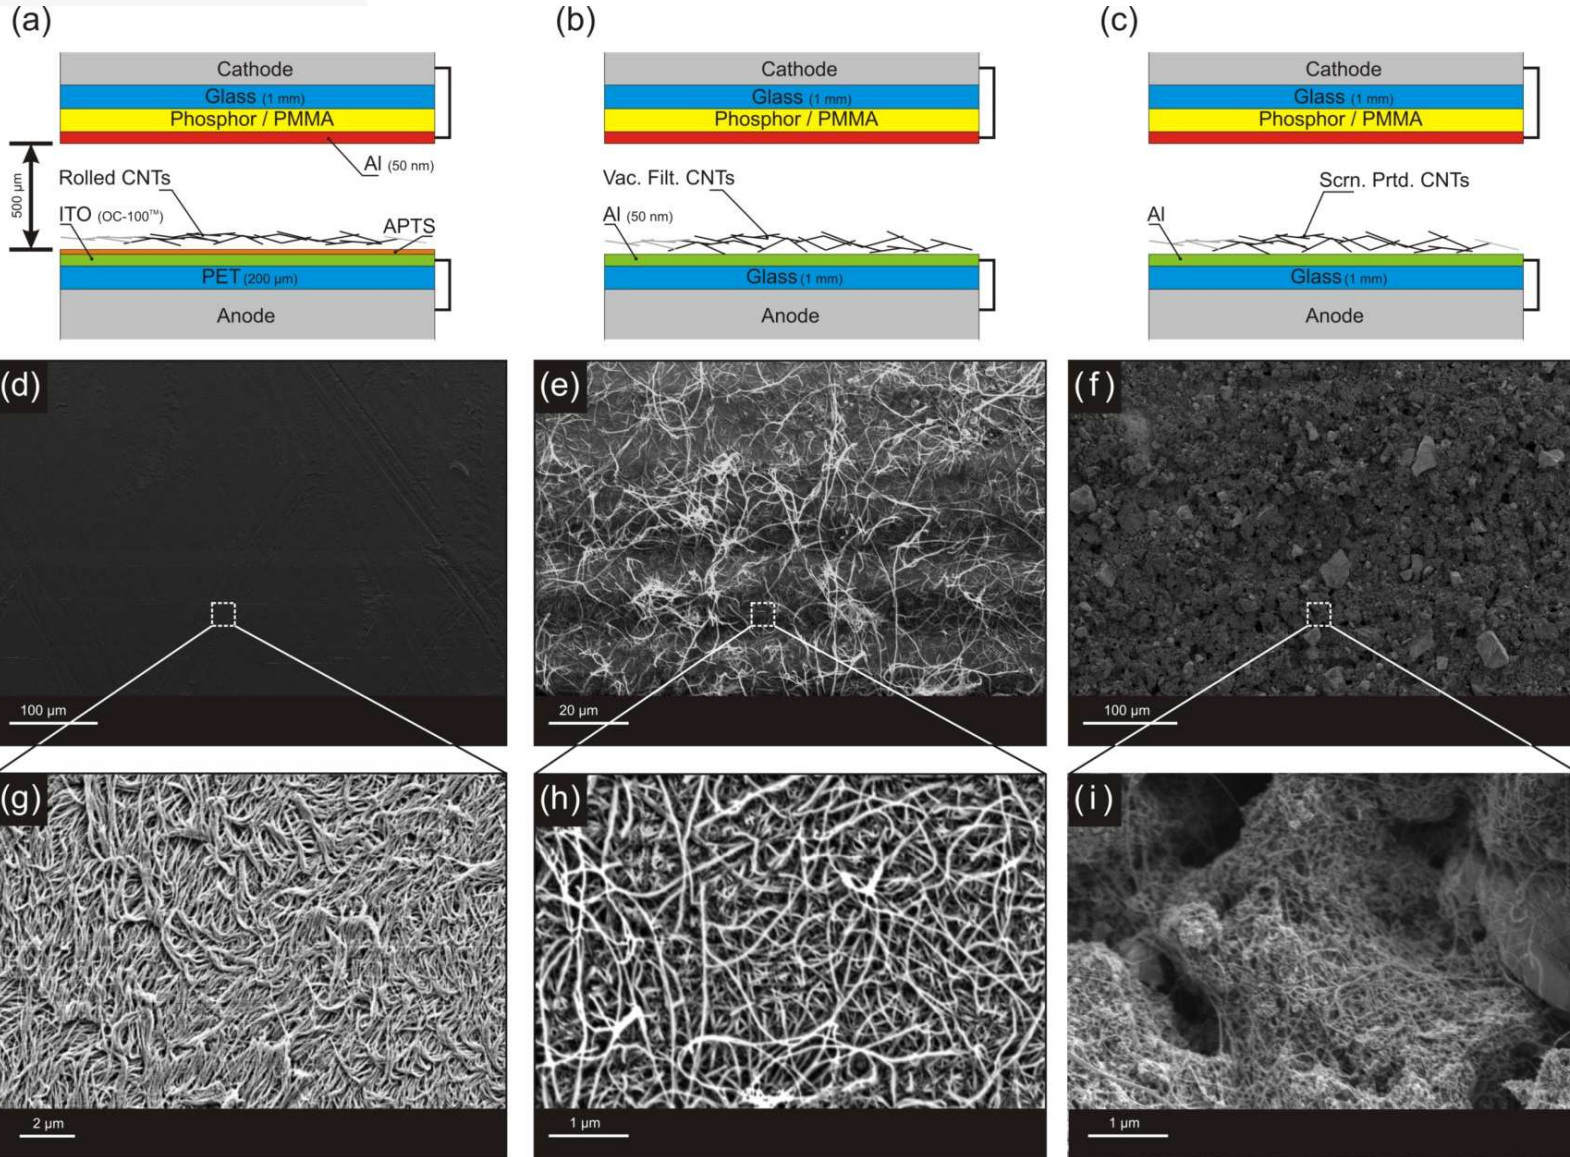 (a)
Cathode
Glass (1 mm)
Phosphor / PMMA
Al (50 nm)
500 µm
Rolled CNTs
ITO (OC-100™)
APTS
PET (200 µm)
Anode
(b)
Cathode
Glass (1 mm)
Phosphor / PMMA
Vac. Filt. CNTs
Al (50 nm)
Glass (1 mm)
Anode
(c)
Cathode
Glass (1 mm)
Phosphor / PMMA
Scrn. Prtd. CNTs
Al
Glass (1 mm)
Anode
(d)
100 µm
(e)
20 µm
(f)
100 µm
(g)
2 µm
(h)
1 µm
(i)
1 µm